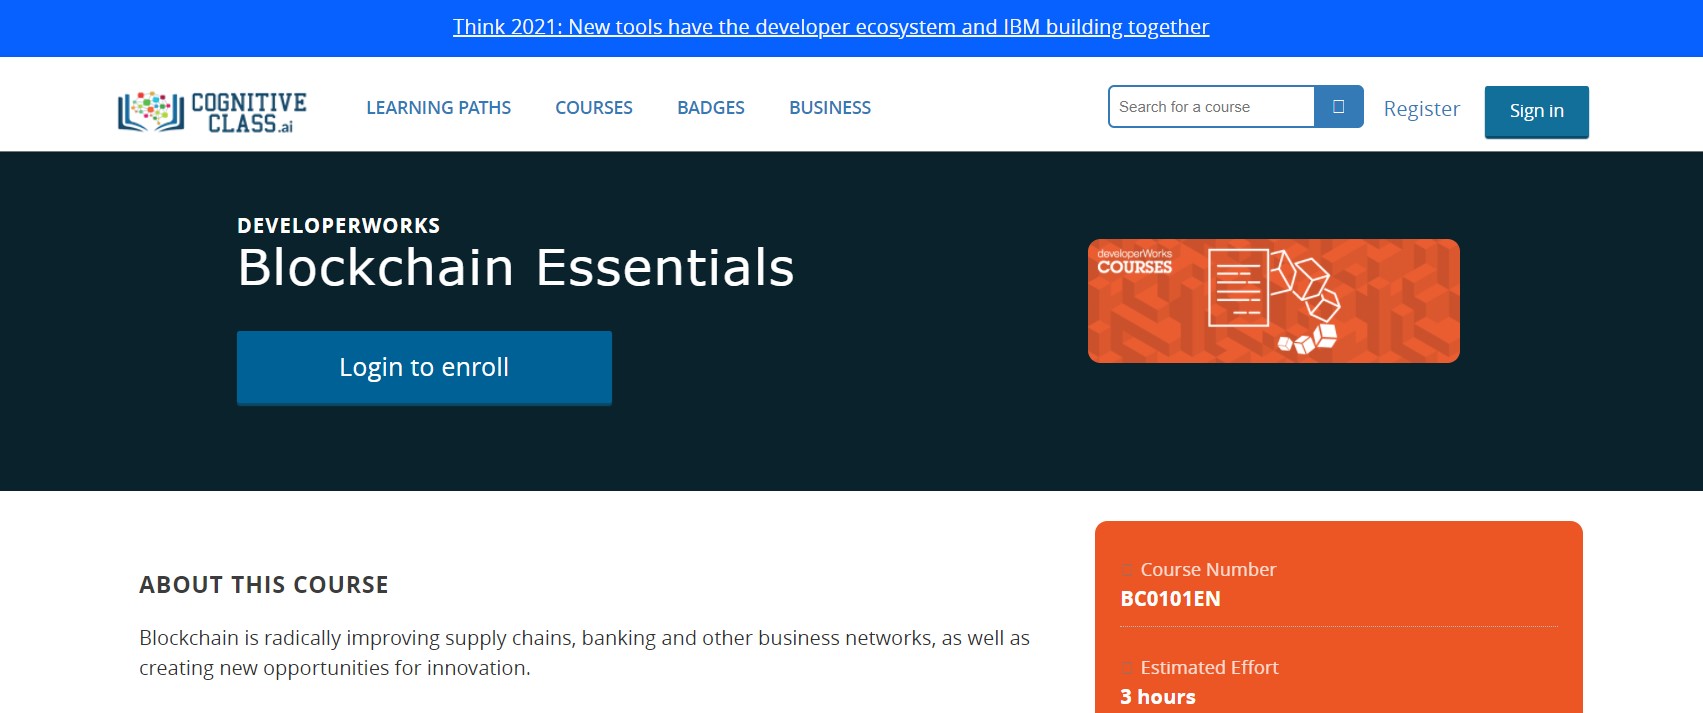 Think 2021: New tools have the developer ecosystem and IBM building together
COGNITIVE
CLASS.ai
LEARNING PATHS
COURSES
BADGES
BUSINESS
Search for a course
Register
Sign in
DEVELOPERWORKS
Blockchain Essentials
Login to enroll
developerWorks
COURSES
ABOUT THIS COURSE
Blockchain is radically improving supply chains, banking and other business networks, as well as
creating new opportunities for innovation.
Course Number
BC0101EN
Estimated Effort
3 hours